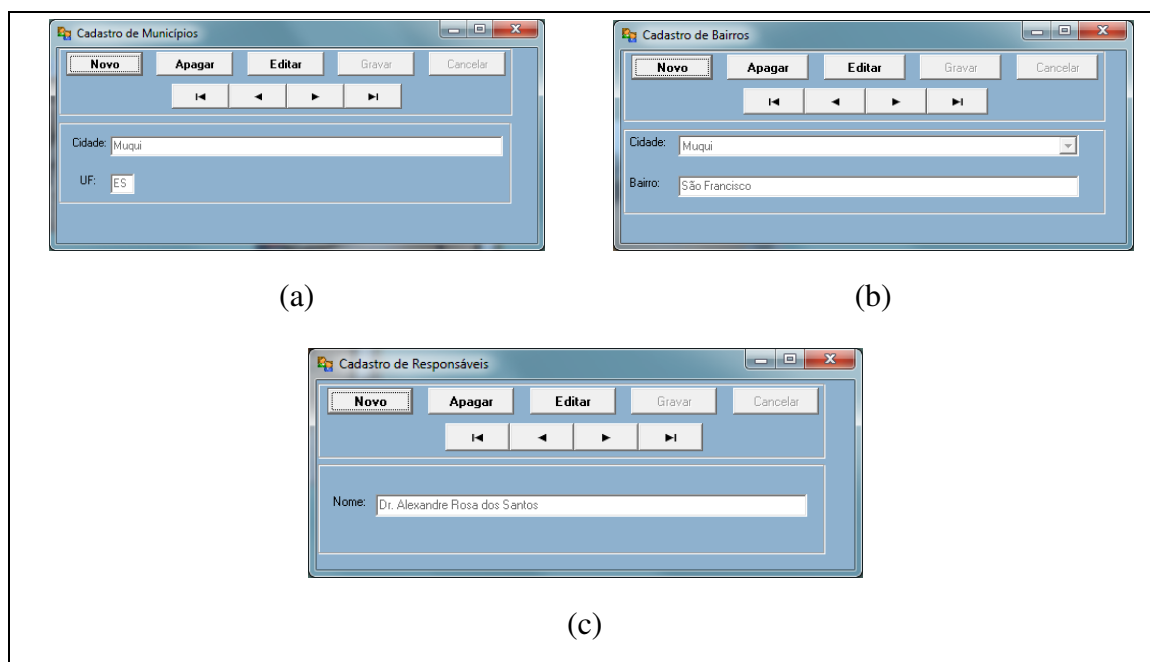 Cadastro de Municípios
Novo Apagar Editar Gravar Cancelar
Cidade: Muqui
UF: ES
(a)
Cadastro de Bairros
Novo Apagar Editar Gravar Cancelar
Cidade: Muqui
Bairro: São Francisco
(b)
Cadastro de Responsáveis
Novo Apagar Editar Gravar Cancelar
Nome: Dr. Alexandre Rosa dos Santos
(c)